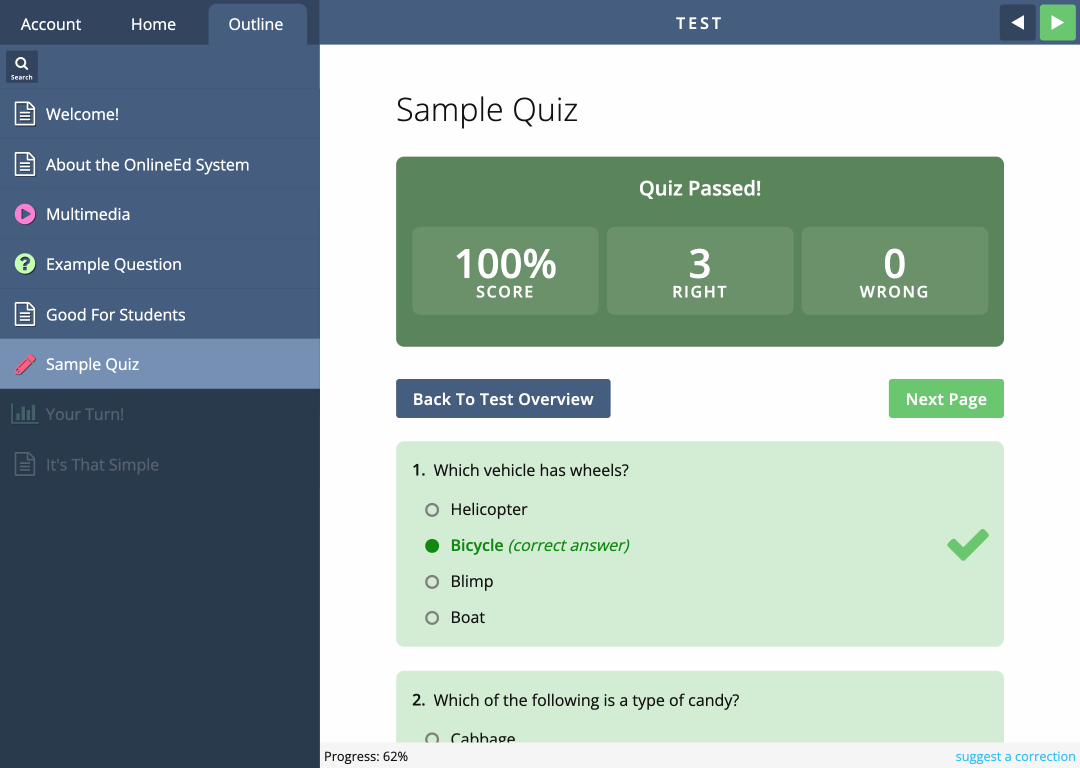 Account
Home
Outline
TEST
Search
Welcome!
About the OnlineEd System
Multimedia
Example Question
Good For Students
Sample Quiz
Your Turn!
It's That Simple
Sample Quiz
Quiz Passed!
100%
SCORE
3
RIGHT
0
WRONG
Back To Test Overview
Next Page
1. Which vehicle has wheels?
Helicopter
Bicycle (correct answer)
Blimp
Boat
2. Which of the following is a type of candy?
Cabbage
Progress: 62%
suggest a correction